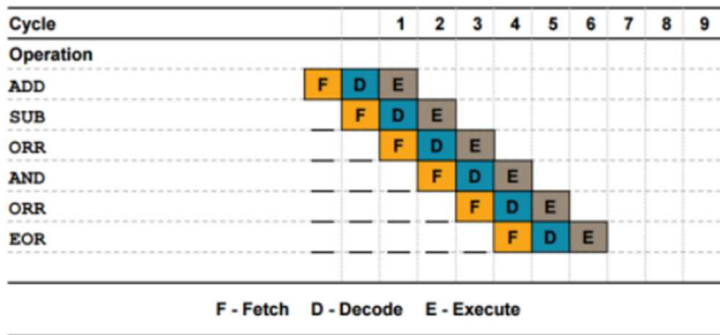 Cycle 1 2 3 4 5 6 7 8 9
Operation
ADD F D E
SUB F D E
ORR F D E
AND F D E
ORR F D E
EOR F D E
F - Fetch D - Decode E - Execute